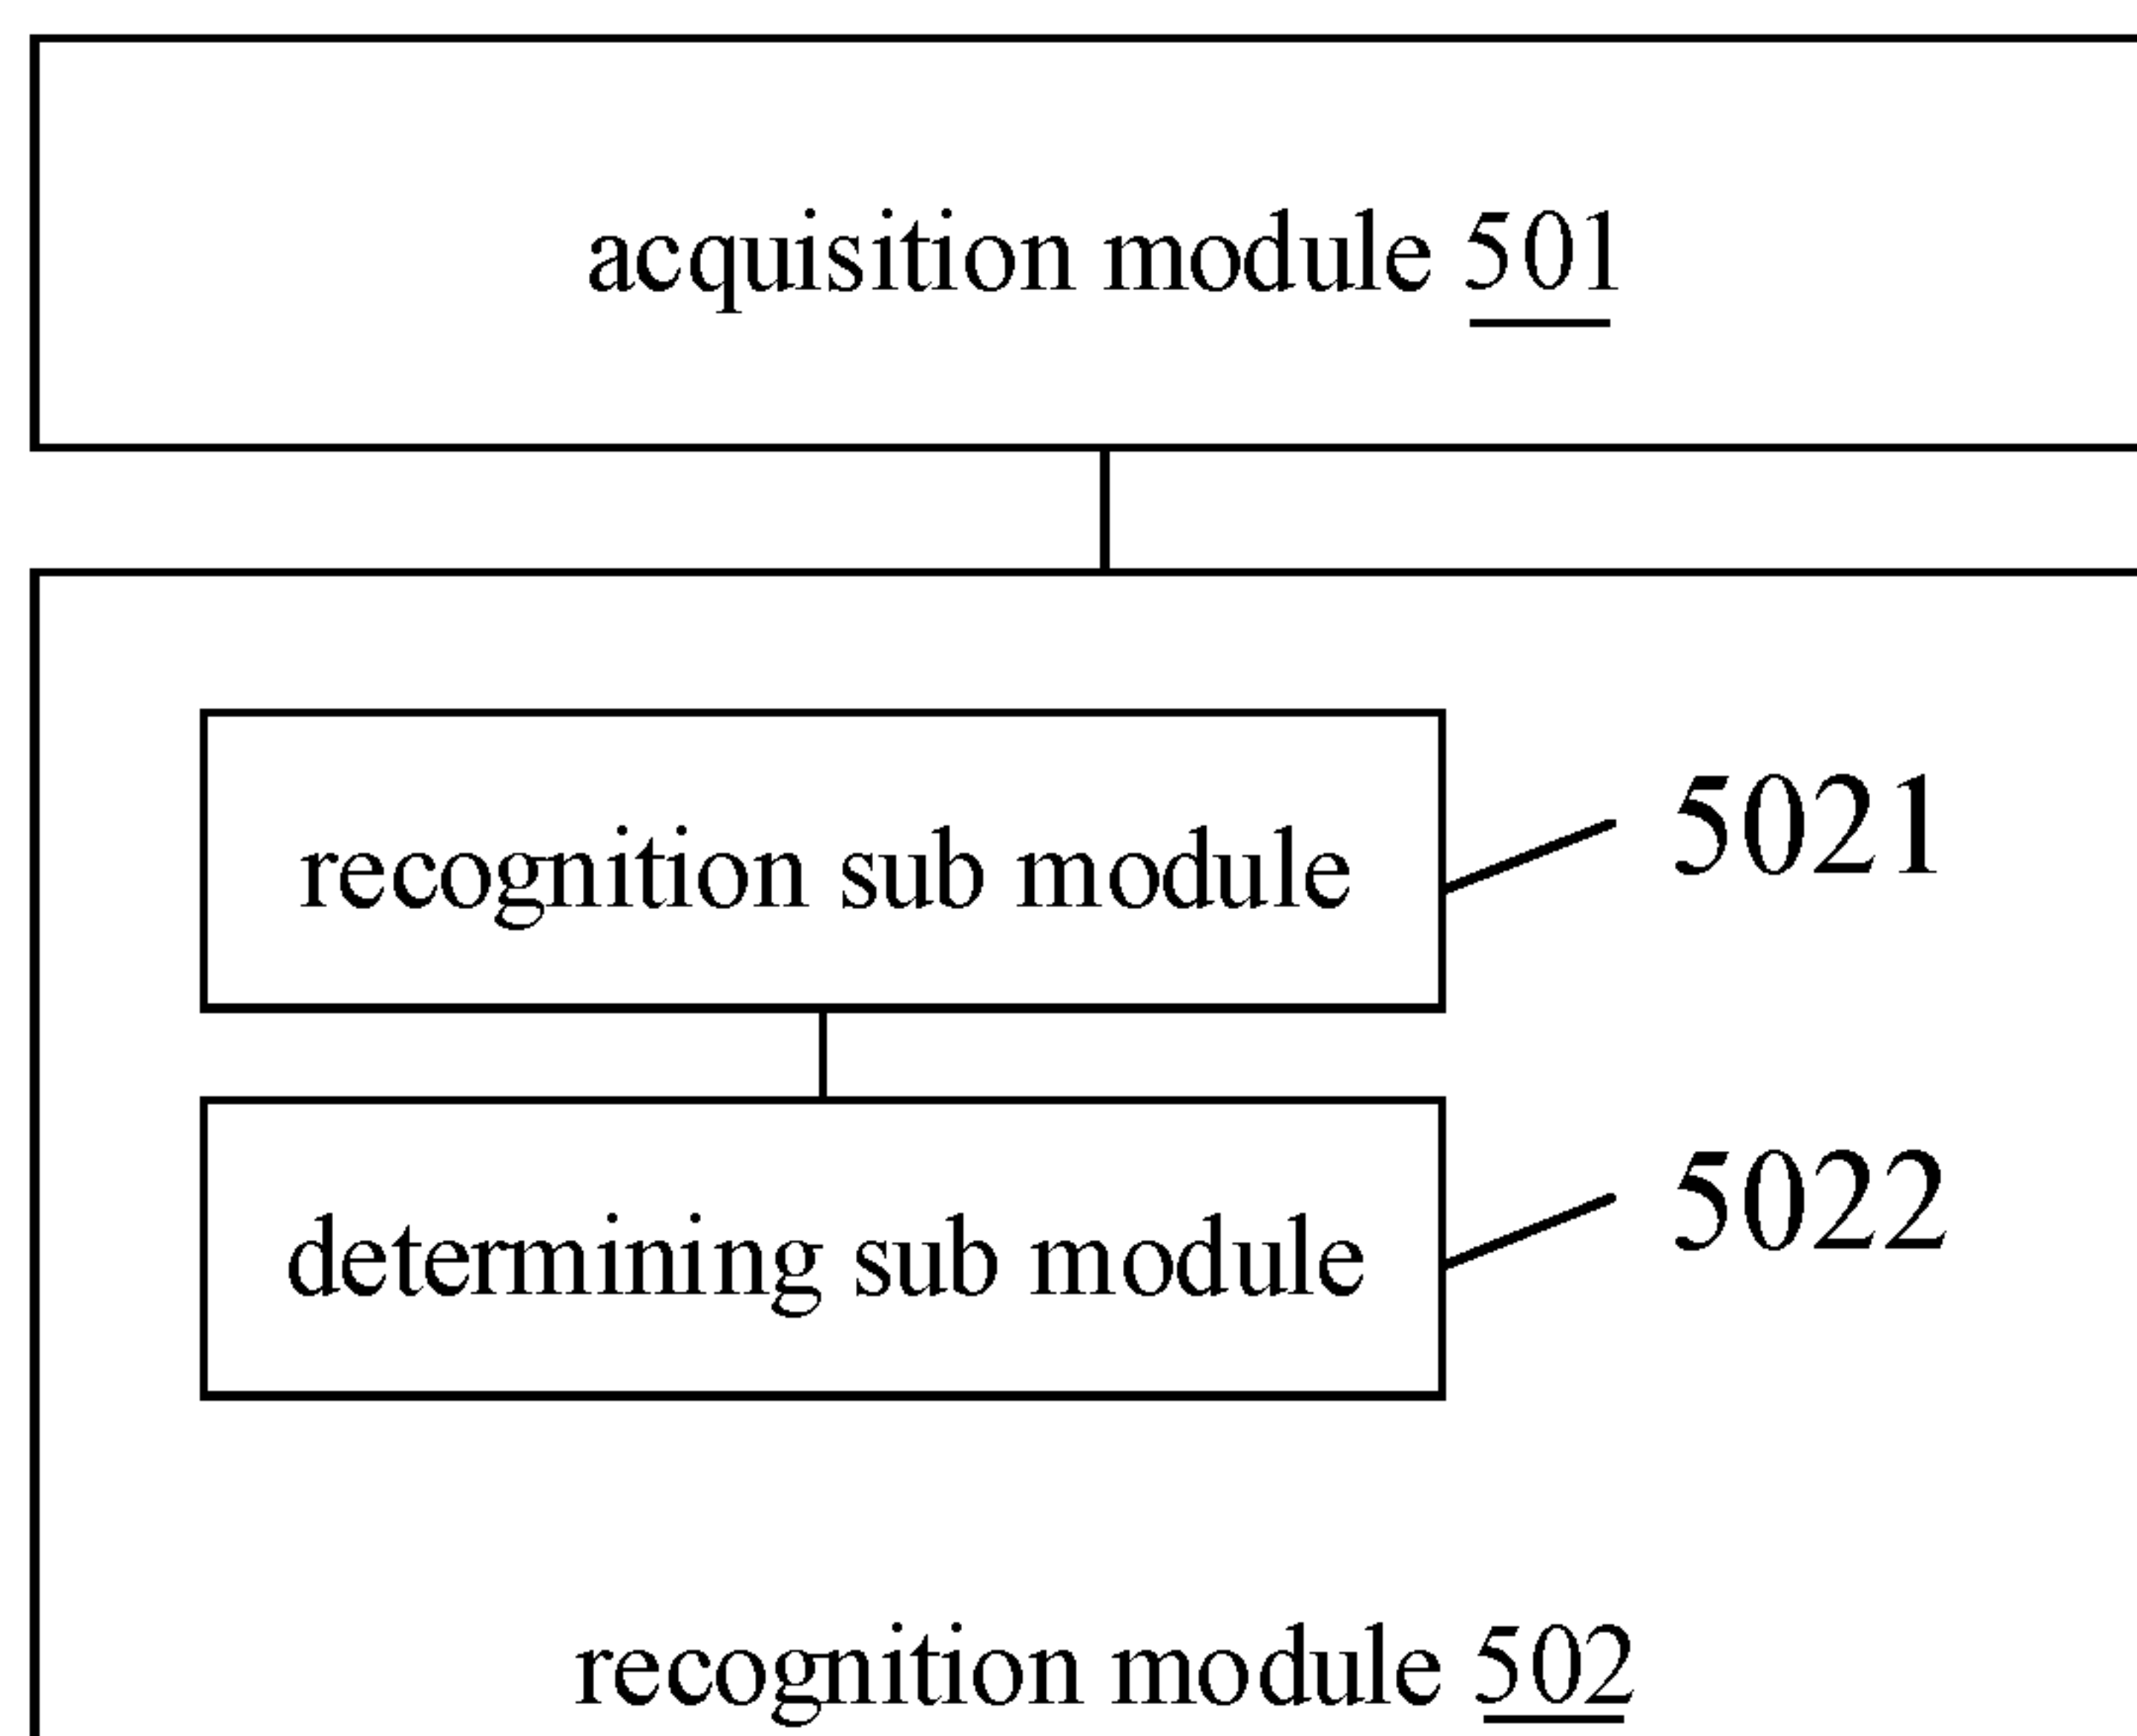 acquisition module 501
recognition sub module
5021
determining sub module
5022
recognition module 502